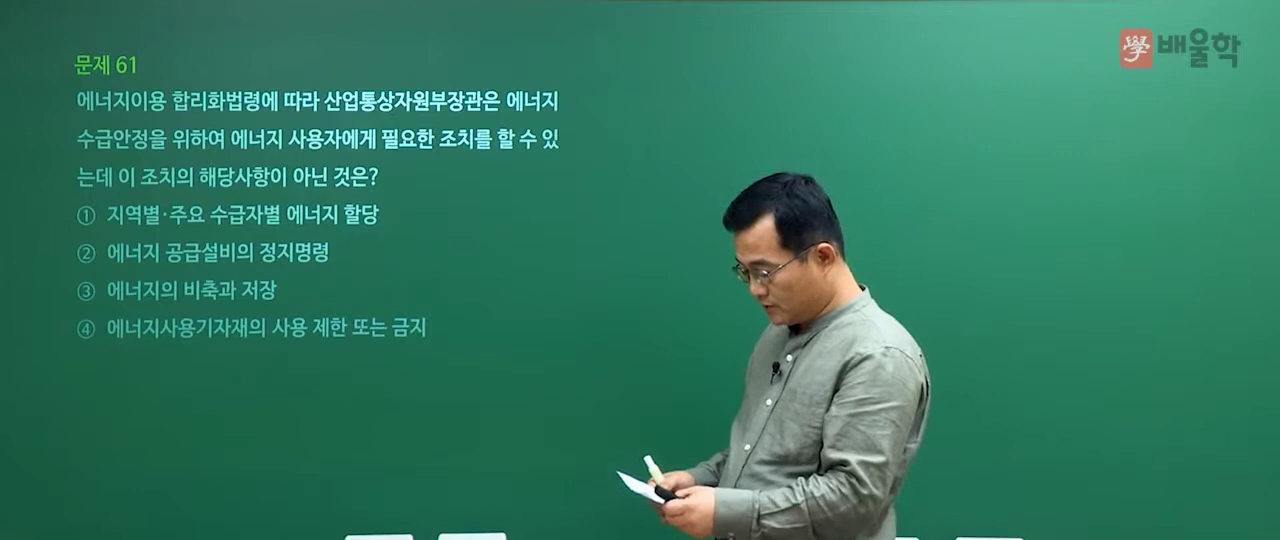 學 배울학
문제 61
에너지이용 합리화법령에 따라 산업통상자원부장관은 에너지
수급안정을 위하여 에너지 사용자에게 필요한 조치를 할 수 있
는데 이 조치의 해당사항이 아닌 것은?
① 지역별·주요 수급자별 에너지 할당
② 에너지 공급설비의 정지명령
③ 에너지의 비축과 저장
④ 에너지사용기자재의 사용 제한 또는 금지